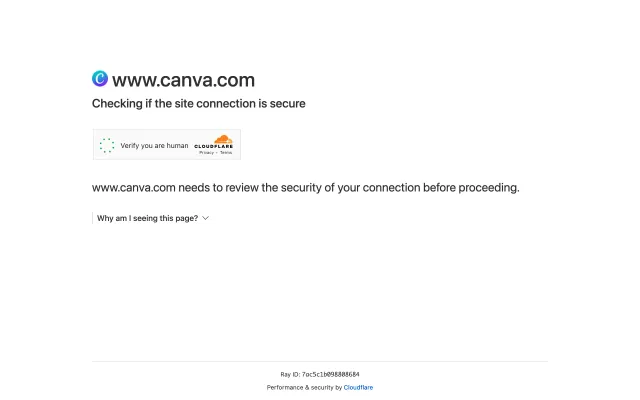 www.canva.com
Checking if the site connection is secure
Verify you are human
CLOUDFLARE
Privacy • Terms
www.canva.com needs to review the security of your connection before proceeding.
Why am I seeing this page?
Ray ID: 7oc5c1b098808684
Performance & security by Cloudflare